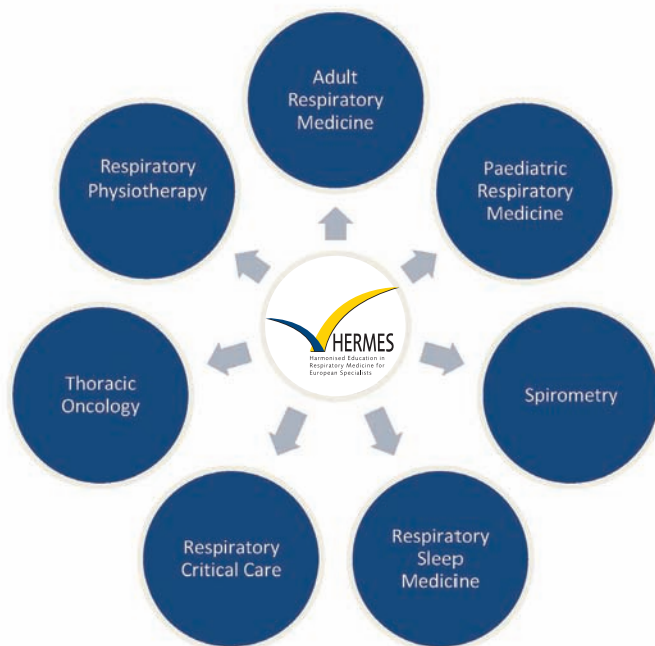 Adult
Respiratory
Medicine
Paediatric
Respiratory
Medicine
Spirometry
Respiratory
Sleep
Medicine
Respiratory
Critical Care
Thoracic
Oncology
Respiratory
Physiotherapy
HERMES
Harmonised Education in
Respiratory Medicine for
European Specialists